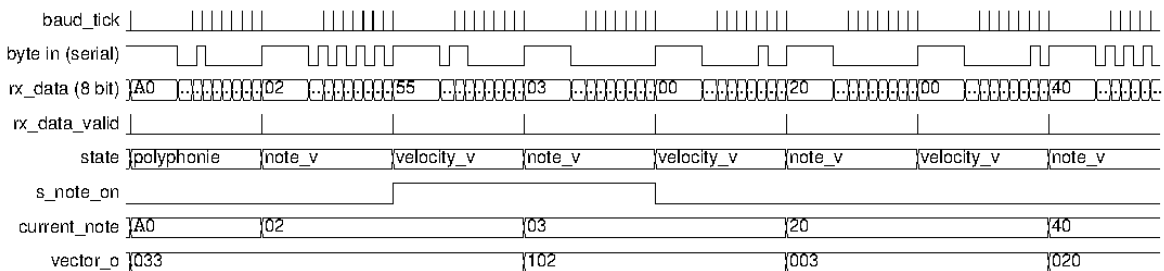 baud_tick
byte in (serial)
rx_data (8 bit) A0 02 55 03 00 20 00 40
rx_data_valid
state polyphonie note_v velocity_v note_v velocity_v note_v velocity_v note_v
s_note_on
current_note A0 02 03 20 40
vector_o 033 102 003 020